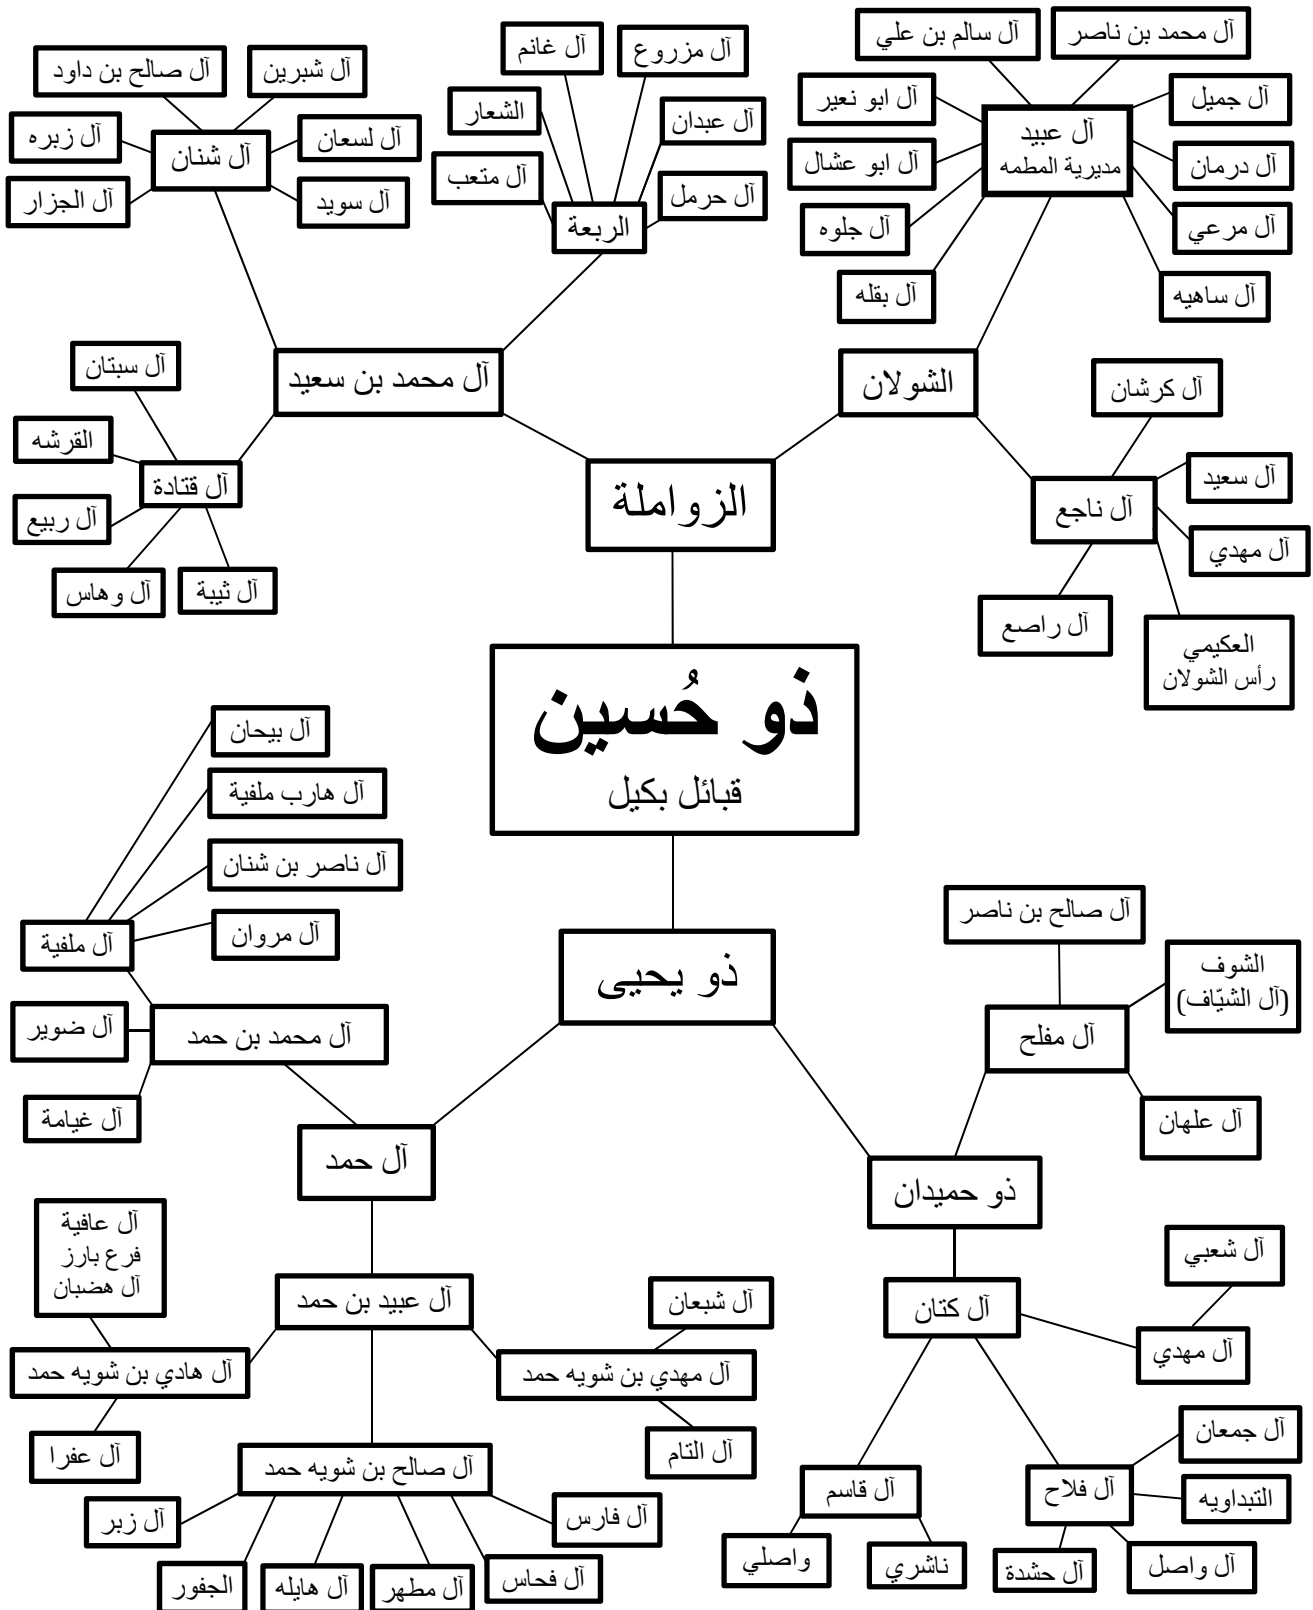 آل محمد بن ناصر
آل سالم بن علي
آل مزروع
آل غانم
آل شبرين
آل صالح بن داود
آل جميل
آل ابو نعير
آل عبيد
مديرية المطمه
آل عبدان
الشعار
آل لسعان
آل شنان
آل زبره
آل درمان
آل ابو عشال
آل حرمل
آل متعب
آل سويد
آل الجزار
آل مرعي
آل جلوه
الربعة
آل ساهيه
آل بقله
الشولان
آل محمد بن سعيد
آل سبتان
آل كرشان
القرشه
آل سعيد
آل قتادة
الزواملة
آل ناجع
آل ربيع
آل مهدي
آل ثيبة
آل وهاس
آل راصع
العكيمي
رأس الشولان
ذو حُسين
قبائل بكيل
آل بيحان
آل هارب ملفية
آل ناصر بن شنان
آل صالح بن ناصر
آل مروان
آل ملفية
ذو يحيى
الشوف
(آل الشيّاف)
آل مفلح
آل محمد بن حمد
آل ضوير
آل علهان
آل غيامة
آل حمد
ذو حميدان
آل عافية
فرع بارز
آل هضبان
آل شعبي
آل شبعان
آل عبيد بن حمد
آل كتان
آل مهدي
آل مهدي بن شويه حمد
آل هادي بن شويه حمد
آل جمعان
آل التام
آل عفرا
آل صالح بن شويه حمد
آل قاسم
آل فلاح
التبداويه
آل فارس
آل زبر
واصلي
ناشري
آل حشدة
آل واصل
آل فحاس
آل مطهر
آل هايله
الجفور